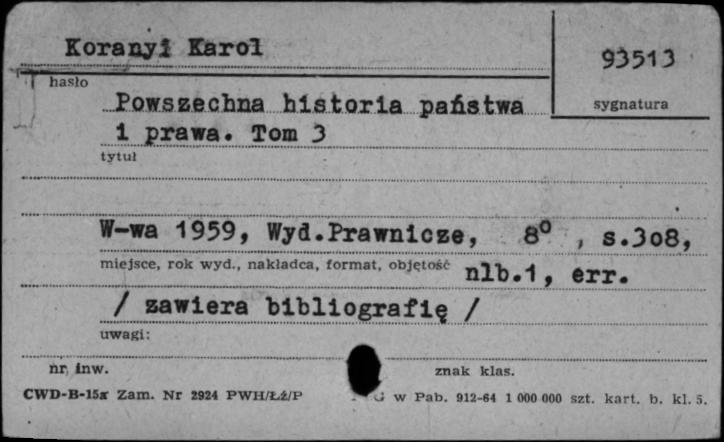 Koranyi Karol
93513
hasło
sygnatura
Powszechna historia państwa
i prawa. Tom 3
tytuł
W-wa 1959, Wyd.Prawnicze, 8° , s.3o8,
miejsce, rok wyd., nakładca, format, objętość nlb.1, err.
/ zawiera bibliografię /
uwagi:
nr. inw.
znak klas.
CWD-B-15a Zam. Nr 2924 PWH/Łź/P
G w Pab. 912-64 1 000 000 szt. kart. b. kl. 5.